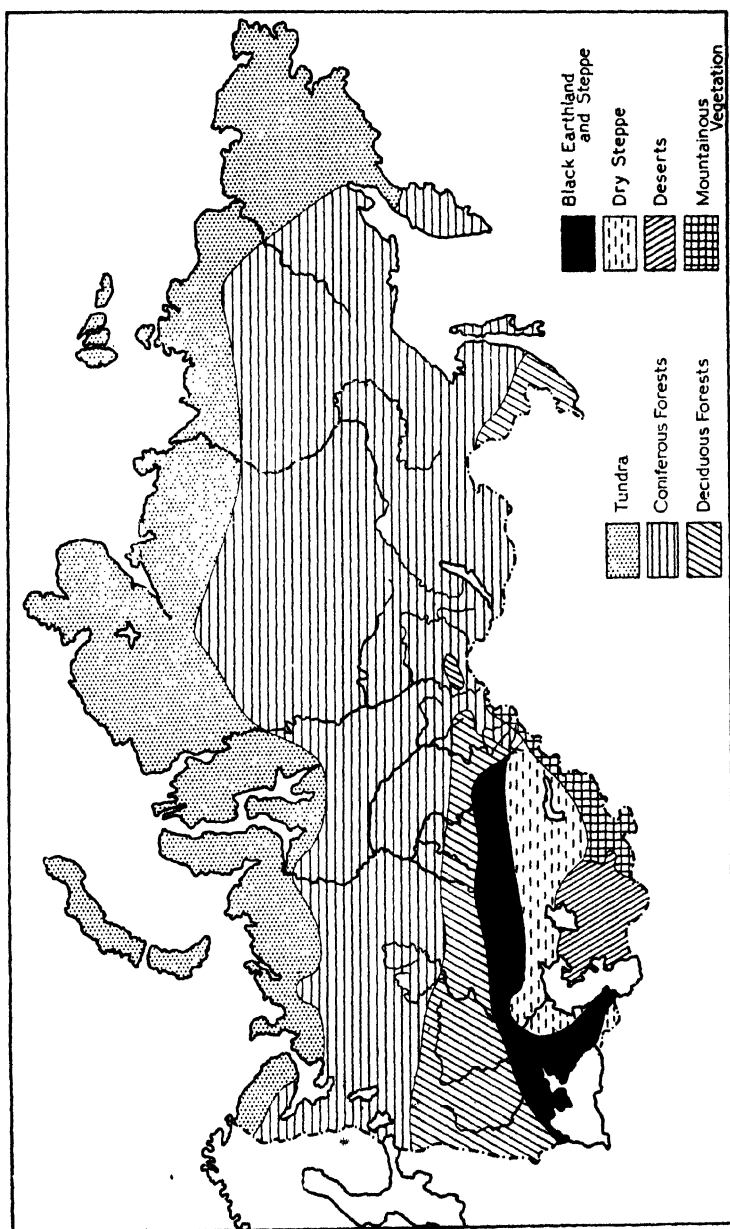 Tundra
Coniferous Forests
Deciduous Forests
Black Earthland
and Steppe
Dry Steppe
Deserts
Mountainous
Vegetation